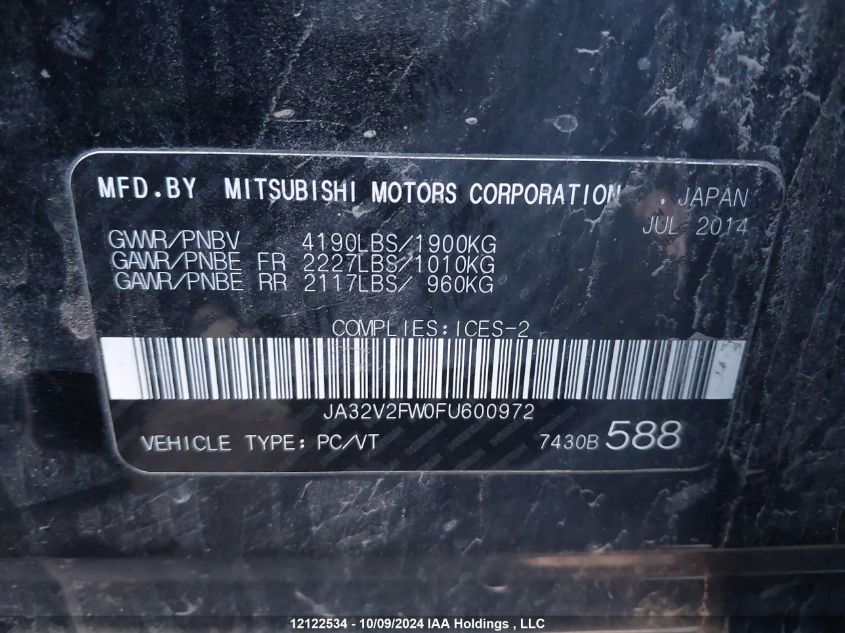 MFD.BY MITSUBISHI MOTORS CORPORATION , JAPAN
JUL 2014
GVWR/PNBV 4190LBS/1900KG
GAWR/PNBE FR 2227LBS/1010KG
GAWR/PNBE RR 2117LBS/ 960KG
COMPLIES:ICES-2
JA32V2FW0FU600972
VEHICLE TYPE: PC/VT 7430B 588
12122534 - 10/09/2024 IAA Holdings , LLC